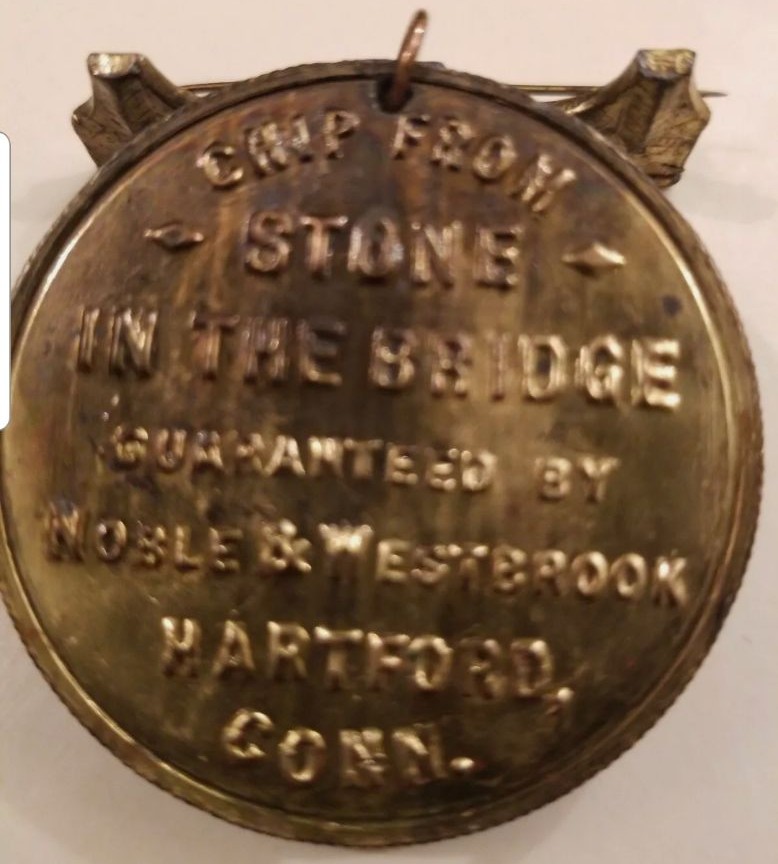 CHIP FROM
STONE
IN THE BRIDGE
GUARANTEED BY
NOBLE & WESTBROOK
HARTFORD,
CONN.